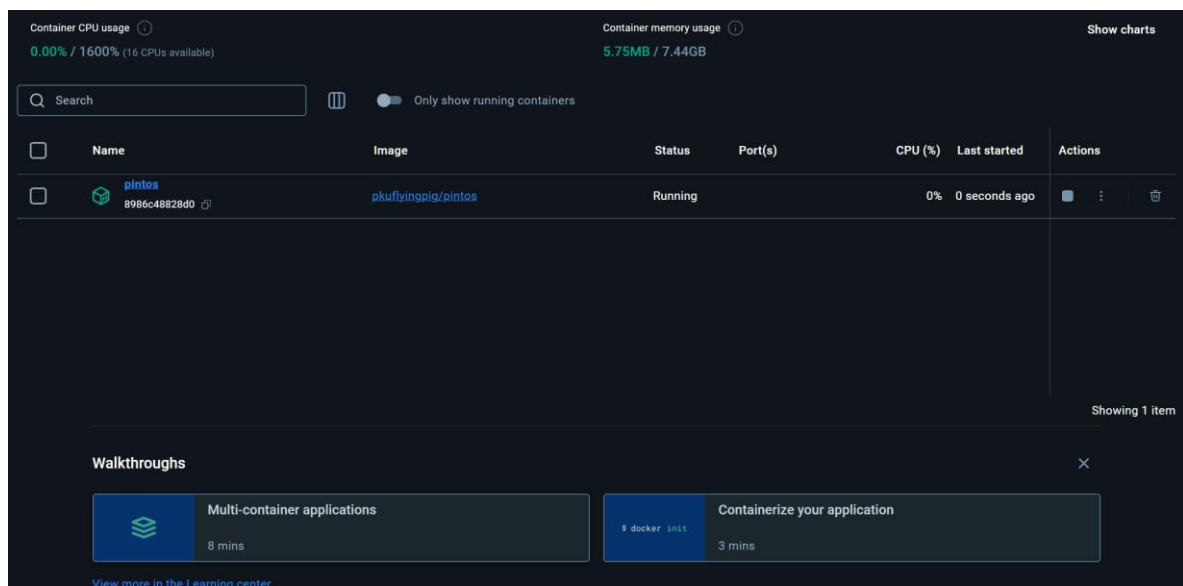 Container CPU usage
0.00% / 1600% (16 CPUs available)
Container memory usage
5.75MB / 7.44GB
Show charts
Search
Only show running containers
Name Image Status Port(s) CPU (%) Last started Actions
pintos
8986c48828d0
pkuflyingpig/pintos
Running
0% 0 seconds ago
Showing 1 item
Walkthroughs
Multi-container applications
8 mins
$ docker init
Containerize your application
3 mins
View more in the Learning center